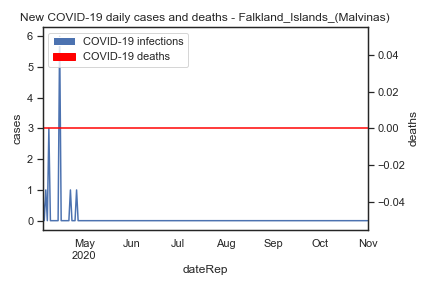 New COVID-19 daily cases and deaths - Falkland_Islands_(Malvinas)
COVID-19 infections
COVID-19 deaths
6
5
4
3
2
1
0
cases
0.04
0.02
0.00
−0.02
−0.04
deaths
May Jun Jul Aug Sep Oct Nov
2020
dateRep